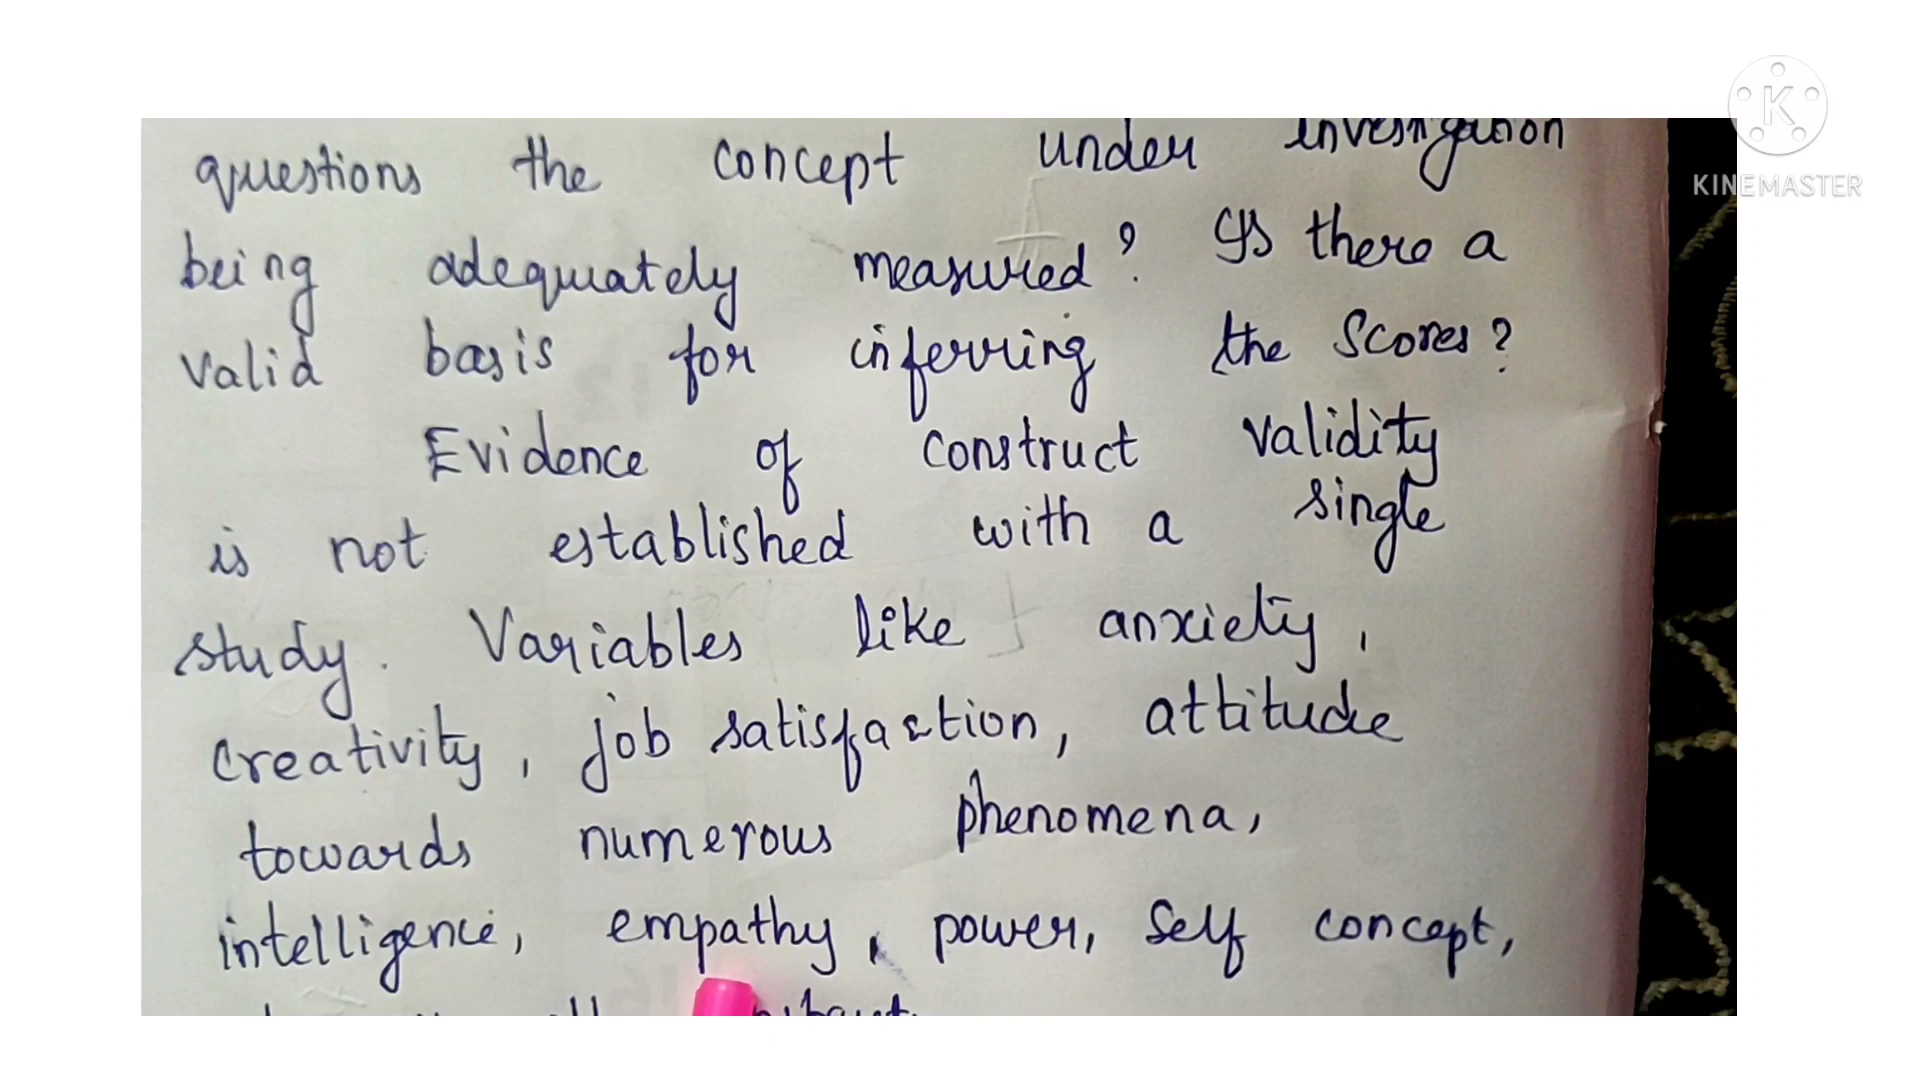 questions the concept under investigation
being adequately measured? Is there a
valid basis for inferring the Scores?
Evidence of construct validity
is not established with a single
study. Variables like anxiety,
creativity, job satisfaction, attitude
towards numerous phenomena,
intelligence, empathy, power, Self concept,
K
KINEMASTER